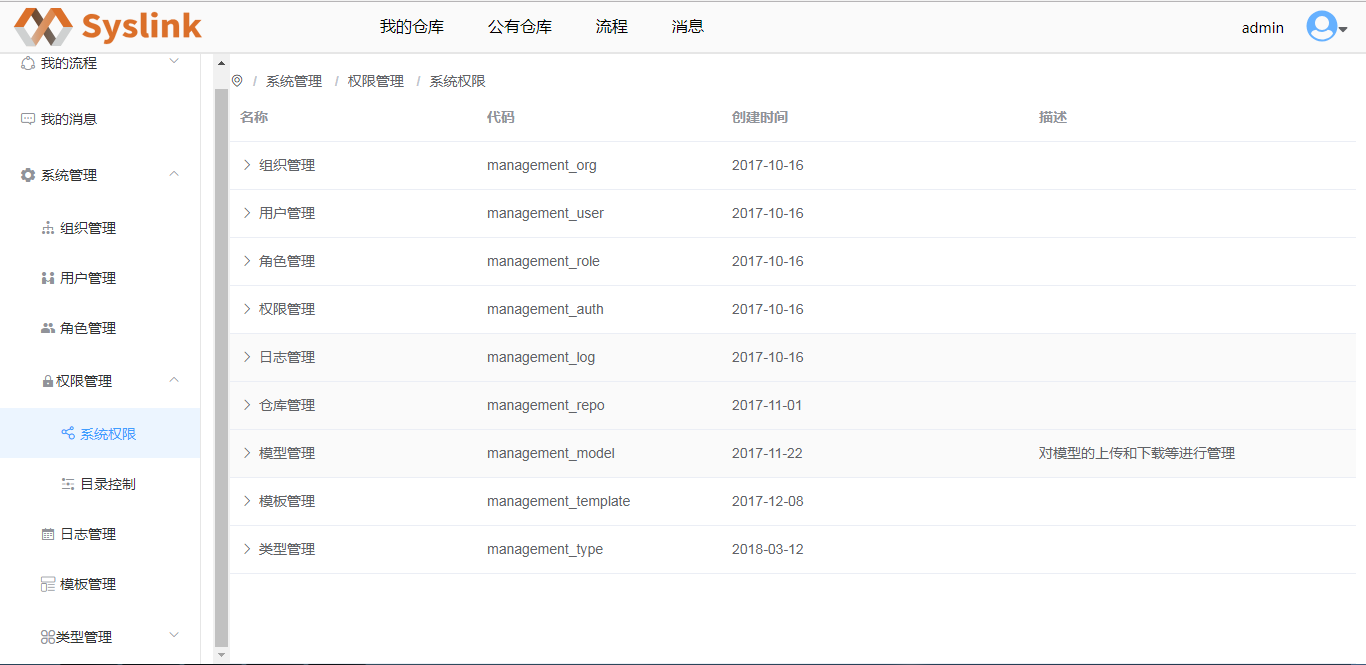 Syslink
我的仓库 公有仓库 流程 消息 admin
我的流程
我的消息
系统管理
组织管理
用户管理
角色管理
权限管理
系统权限
目录控制
日志管理
模板管理
类型管理
/ 系统管理 / 权限管理 / 系统权限
名称 代码 创建时间 描述
组织管理 management_org 2017-10-16
用户管理 management_user 2017-10-16
角色管理 management_role 2017-10-16
权限管理 management_auth 2017-10-16
日志管理 management_log 2017-10-16
仓库管理 management_repo 2017-11-01
模型管理 management_model 2017-11-22 对模型的上传和下载等进行管理
模板管理 management_template 2017-12-08
类型管理 management_type 2018-03-12